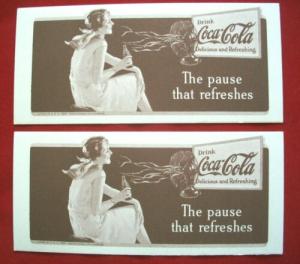 Drink
Coca-Cola
Delicious and Refreshing
The pause
that refreshes
Drink
Coca-Cola
Delicious and Refreshing
The pause
that refreshes